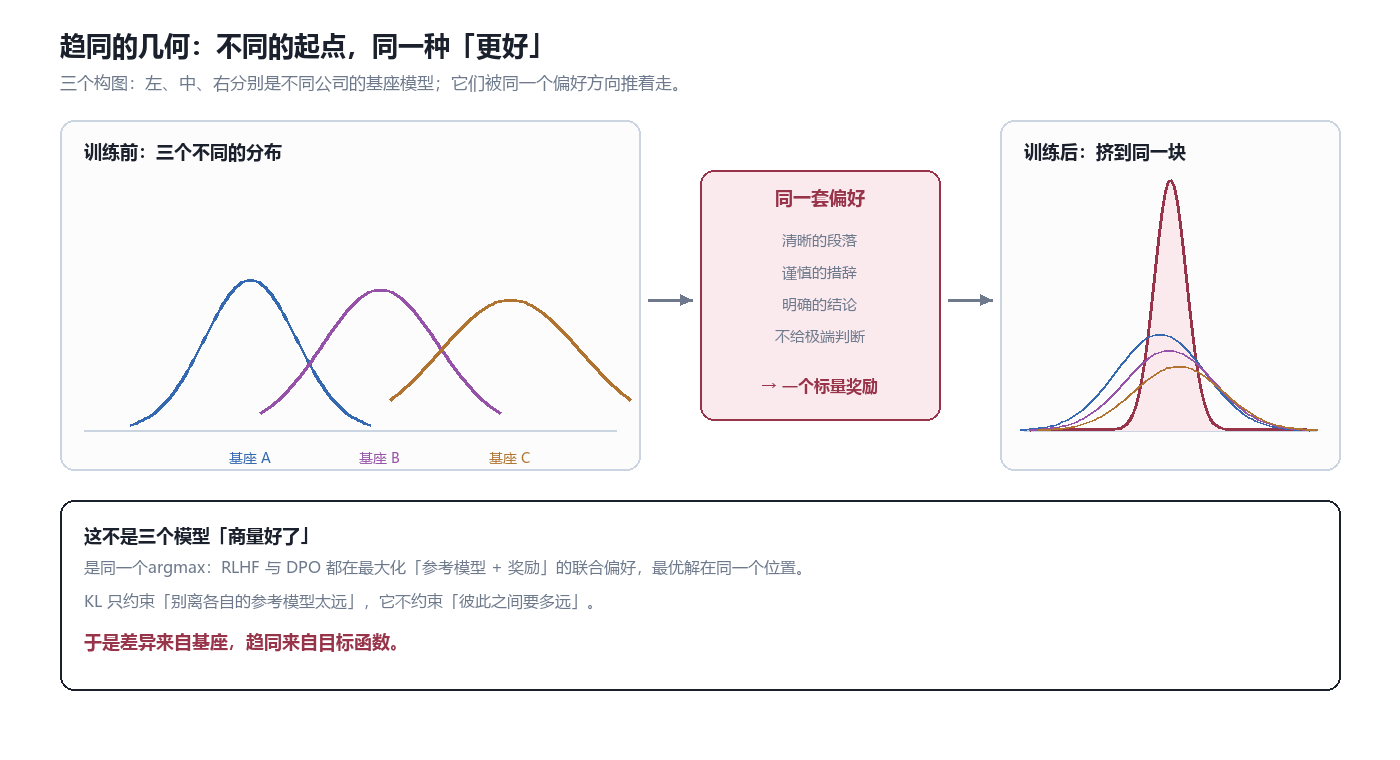 趋同的几何：不同的起点，同一种「更好」
三个构图：左、中、右分别是不同公司的基座模型；它们被同一个偏好方向推着走。
训练前：三个不同的分布
基座 A
基座 B
基座 C
同一套偏好
清晰的段落
谨慎的措辞
明确的结论
不给极端判断
→ 一个标量奖励
训练后：挤到同一块
这不是三个模型「商量好了」
是同一个argmax：RLHF 与 DPO 都在最大化「参考模型 + 奖励」的联合偏好，最优解在同一个位置。
KL 只约束「别离各自的参考模型太远」，它不约束「彼此之间要多远」。
于是差异来自基座，趋同来自目标函数。